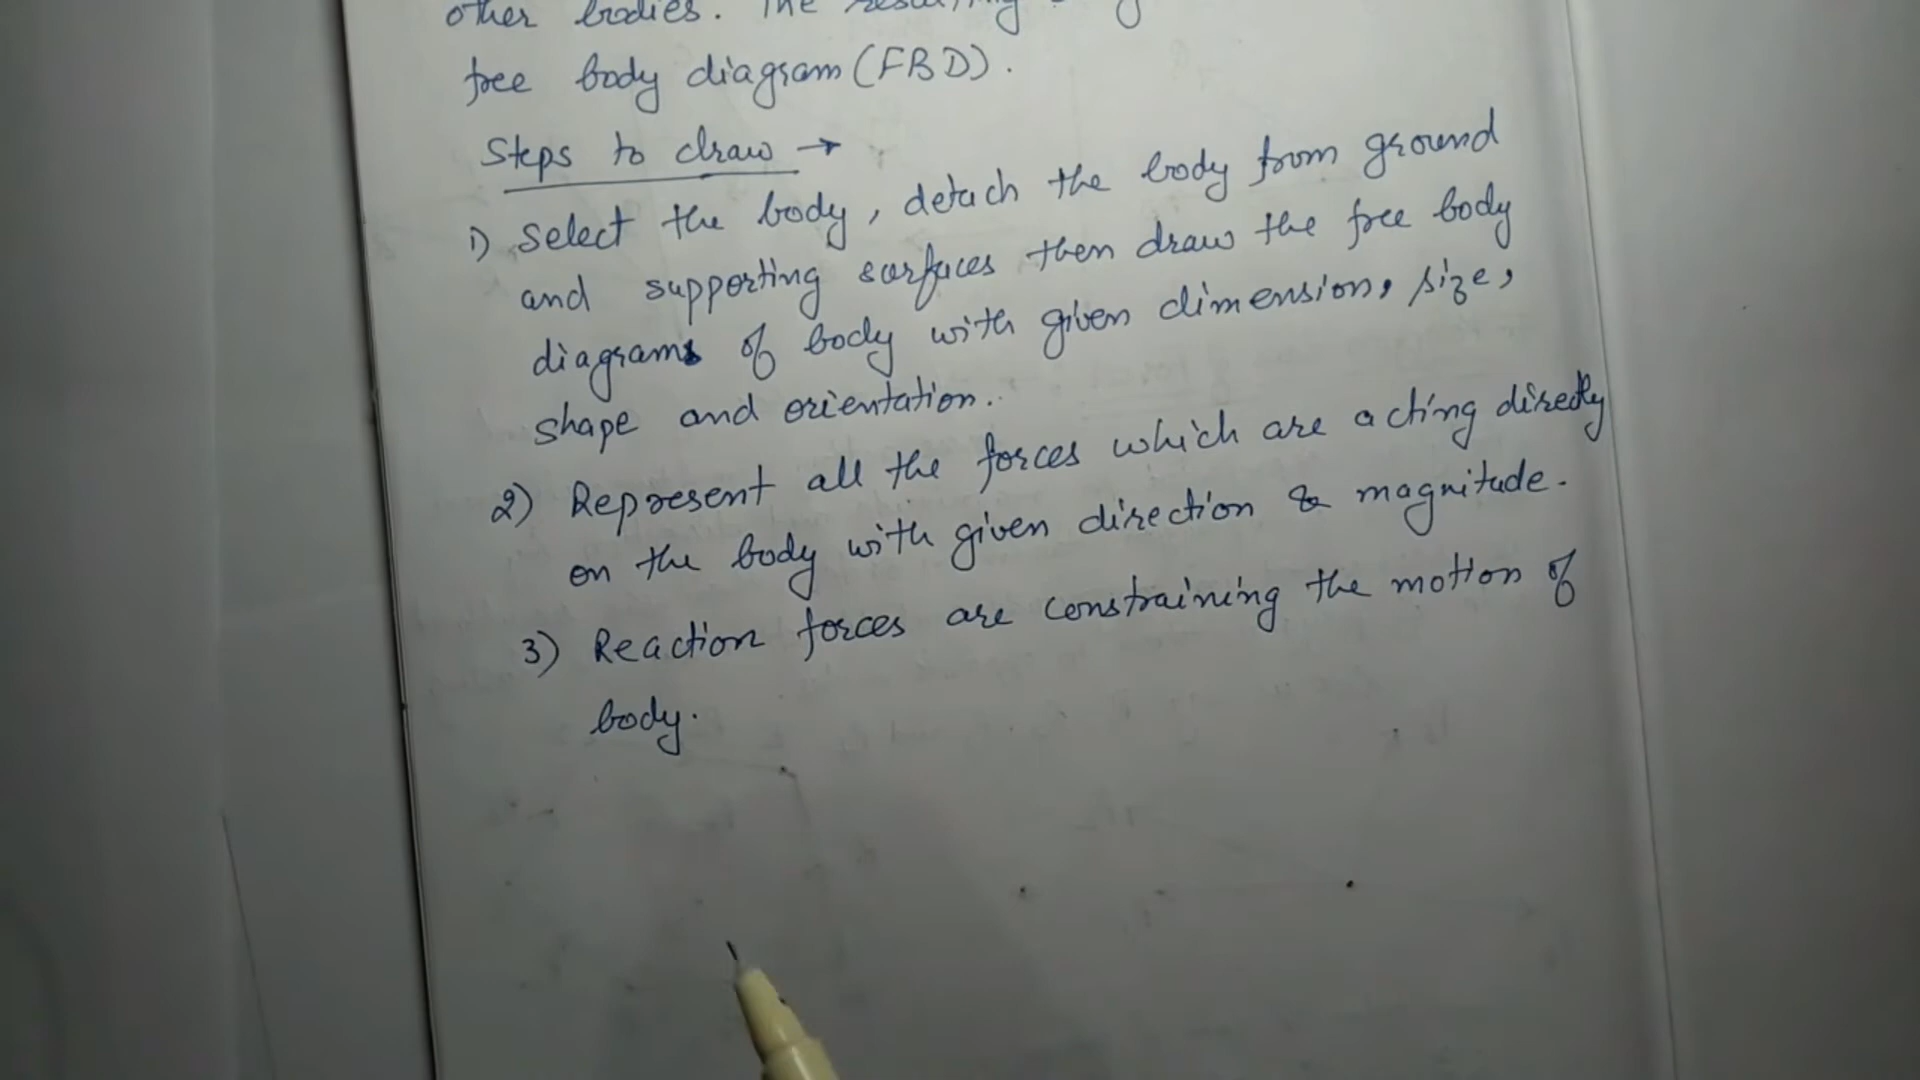 other bodies. The
free body diagram (FBD).
Steps to draw →
1) Select the body, detach the body from ground
and supporting surfaces then draw the free body
diagrams of body with given dimension, size,
shape and orientation.
2) Represent all the forces which are acting directly
on the body with given direction & magnitude.
3) Reaction forces are constraining the motion of
body.